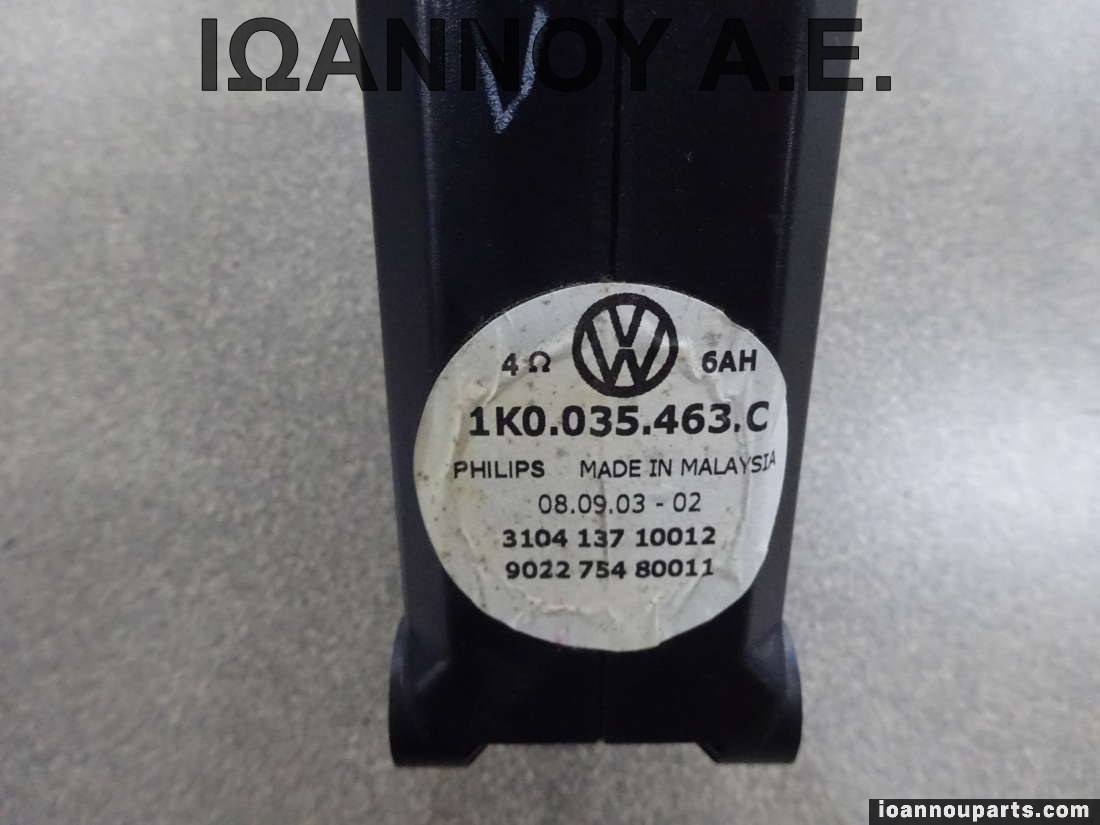 ΙΩΑΝΝΟΥ Α.Ε.
4 Ω 6AH
1K0.035.463.C
PHILIPS MADE IN MALAYSIA
08.09.03 - 02
3104 137 10012
9022 754 80011
ioannouparts.com